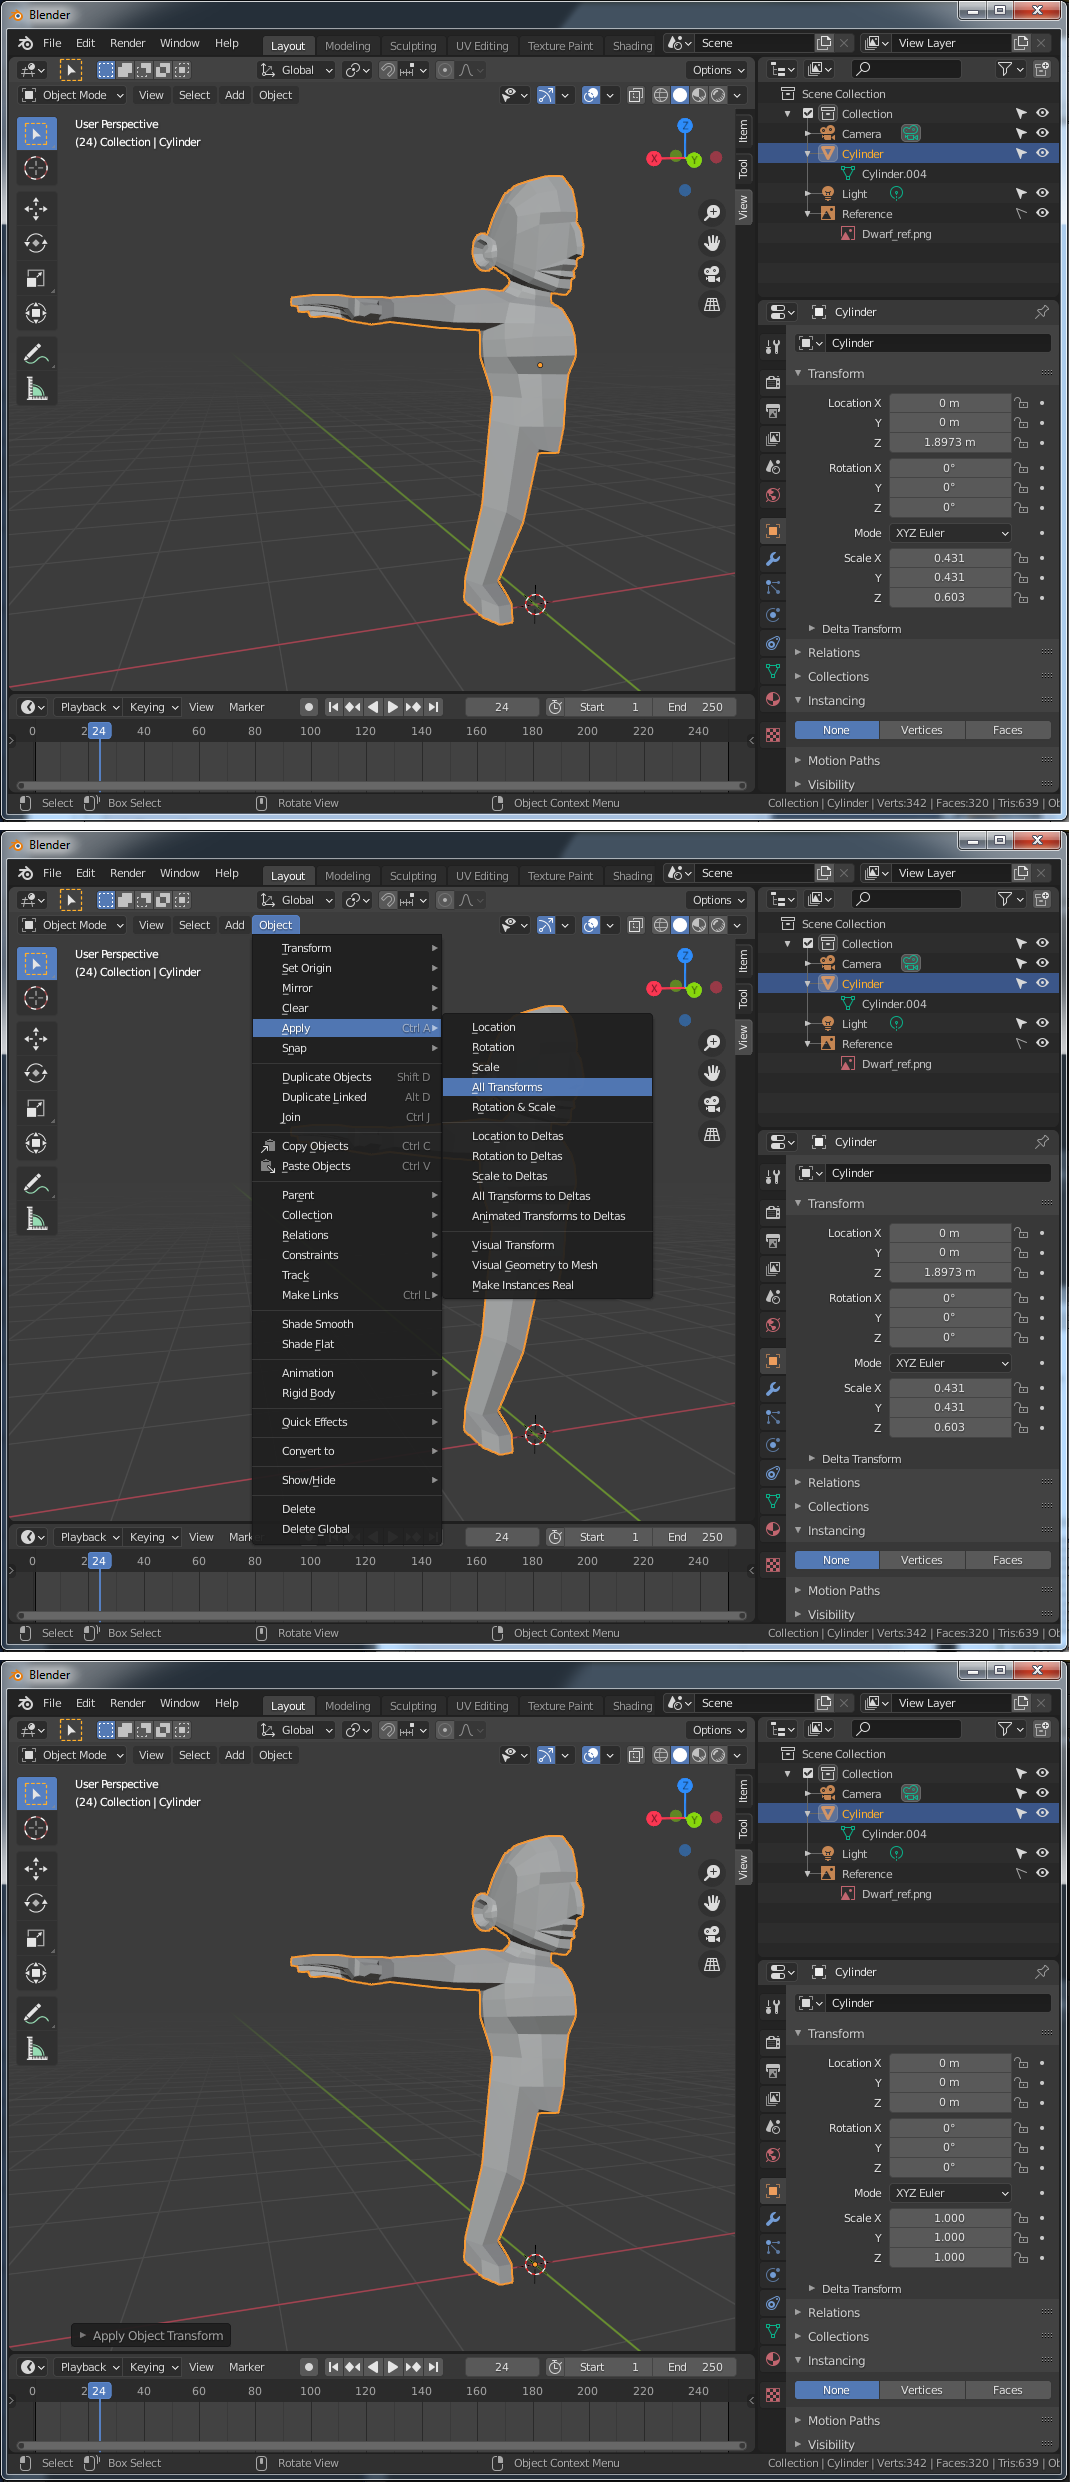 Blender
File Edit Render Window Help Layout Modeling Sculpting UV Editing Texture Paint Shading Scene View Layer
Global Options
Object Mode View Select Add Object
User Perspective
(24) Collection | Cylinder
X Y Z
Item
Tool
View
Scene Collection
Collection
Camera
Cylinder
Cylinder.004
Light
Reference
Dwarf_ref.png
Cylinder
Cylinder
Transform
Location X 0 m
Y 0 m
Z 1.8973 m
Rotation X 0°
Y 0°
Z 0°
Mode XYZ Euler
Scale X 0.431
Y 0.431
Z 0.603
Delta Transform
Relations
Collections
Instancing
None Vertices Faces
Motion Paths
Visibility
Playback Keying View Marker 24 Start 1 End 250
0 2 24 40 60 80 100 120 140 160 180 200 220 240
Select Box Select Rotate View Object Context Menu Collection | Cylinder | Verts:342 | Faces:320 | Tris:639 | Ob
Blender
File Edit Render Window Help Layout Modeling Sculpting UV Editing Texture Paint Shading Scene View Layer
Global Options
Object Mode View Select Add Object
User Perspective
(24) Collection | Cylinder
X Y Z
Item
Tool
View
Transform
Set Origin
Mirror
Clear
Apply Ctrl A
Snap
Duplicate Objects Shift D
Duplicate Linked Alt D
Join Ctrl J
Copy Objects Ctrl C
Paste Objects Ctrl V
Parent
Collection
Relations
Constraints
Track
Make Links Ctrl L
Shade Smooth
Shade Flat
Animation
Rigid Body
Quick Effects
Convert to
Show/Hide
Delete
Delete Global
Location
Rotation
Scale
All Transforms
Rotation & Scale
Location to Deltas
Rotation to Deltas
Scale to Deltas
All Transforms to Deltas
Animated Transforms to Deltas
Visual Transform
Visual Geometry to Mesh
Make Instances Real
Scene Collection
Collection
Camera
Cylinder
Cylinder.004
Light
Reference
Dwarf_ref.png
Cylinder
Cylinder
Transform
Location X 0 m
Y 0 m
Z 1.8973 m
Rotation X 0°
Y 0°
Z 0°
Mode XYZ Euler
Scale X 0.431
Y 0.431
Z 0.603
Delta Transform
Relations
Collections
Instancing
None Vertices Faces
Motion Paths
Visibility
Playback Keying View Mark 24 Start 1 End 250
0 24 40 60 80 100 120 140 160 180 200 220 240
Select Box Select Rotate View Object Context Menu Collection | Cylinder | Verts:342 | Faces:320 | Tris:639 | Ob
Blender
File Edit Render Window Help Layout Modeling Sculpting UV Editing Texture Paint Shading Scene View Layer
Global Options
Object Mode View Select Add Object
User Perspective
(24) Collection | Cylinder
X Y Z
Item
Tool
View
Apply Object Transform
Scene Collection
Collection
Camera
Cylinder
Cylinder.004
Light
Reference
Dwarf_ref.png
Cylinder
Cylinder
Transform
Location X 0 m
Y 0 m
Z 0 m
Rotation X 0°
Y 0°
Z 0°
Mode XYZ Euler
Scale X 1.000
Y 1.000
Z 1.000
Delta Transform
Relations
Collections
Instancing
None Vertices Faces
Motion Paths
Visibility
Playback Keying View Marker 24 Start 1 End 250
0 2 24 40 60 80 100 120 140 160 180 200 220 240
Select Box Select Rotate View Object Context Menu Collection | Cylinder | Verts:342 | Faces:320 | Tris:639 | Ob